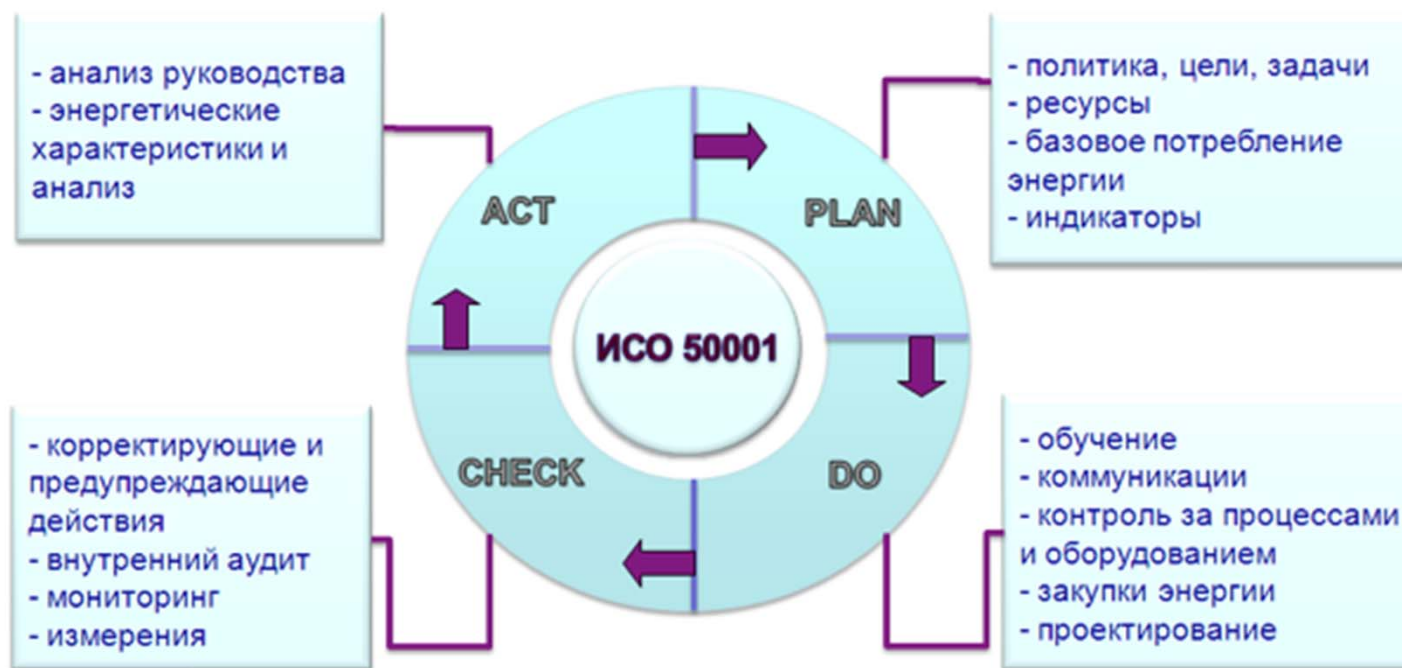 - анализ руководства
- энергетические
характеристики и
анализ
- политика, цели, задачи
- ресурсы
- базовое потребление
энергии
- индикаторы
ACT
PLAN
ИСО 50001
CHECK
DO
- корректирующие и
предупреждающие
действия
- внутренний аудит
- мониторинг
- измерения
- обучение
- коммуникации
- контроль за процессами
и оборудованием
- закупки энергии
- проектирование